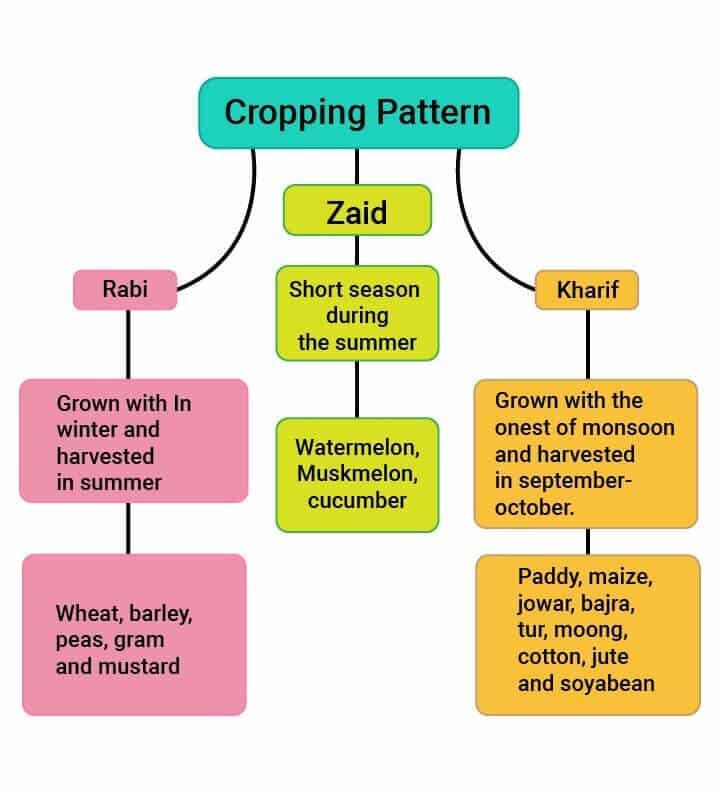 Cropping Pattern
Zaid
Short season
during
the summer
Watermelon,
Muskmelon,
cucumber
Rabi
Grown with In
winter and
harvested
in summer
Wheat, barley,
peas, gram
and mustard
Kharif
Grown with the
onest of monsoon
and harvested
in september-
october.
Paddy, maize,
jowar, bajra,
tur, moong,
cotton, jute
and soyabean